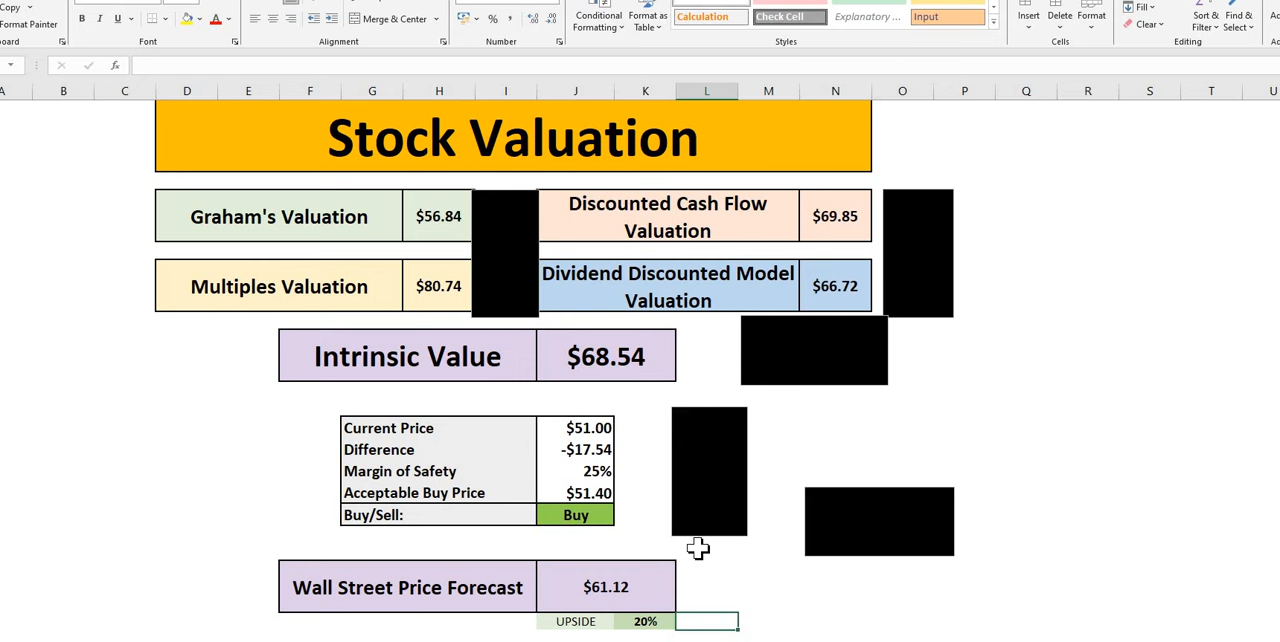 Copy
Format Painter
B I U
A
Merge & Center
$ % ,
Conditional Formatting
Format as Table
Calculation
Check Cell
Explanatory ...
Input
Insert
Delete
Format
Fill
Clear
Sort & Filter
Find & Select
Font
Alignment
Number
Styles
Cells
Editing
fx
A B C D E F G H I J K L M N O P Q R S T U
Stock Valuation
Graham's Valuation $56.84
Discounted Cash Flow
Valuation
$69.85
Multiples Valuation $80.74
Dividend Discounted Model
Valuation
$66.72
Intrinsic Value $68.54
Current Price $51.00
Difference -$17.54
Margin of Safety 25%
Acceptable Buy Price $51.40
Buy/Sell: Buy
Wall Street Price Forecast $61.12
UPSIDE 20%